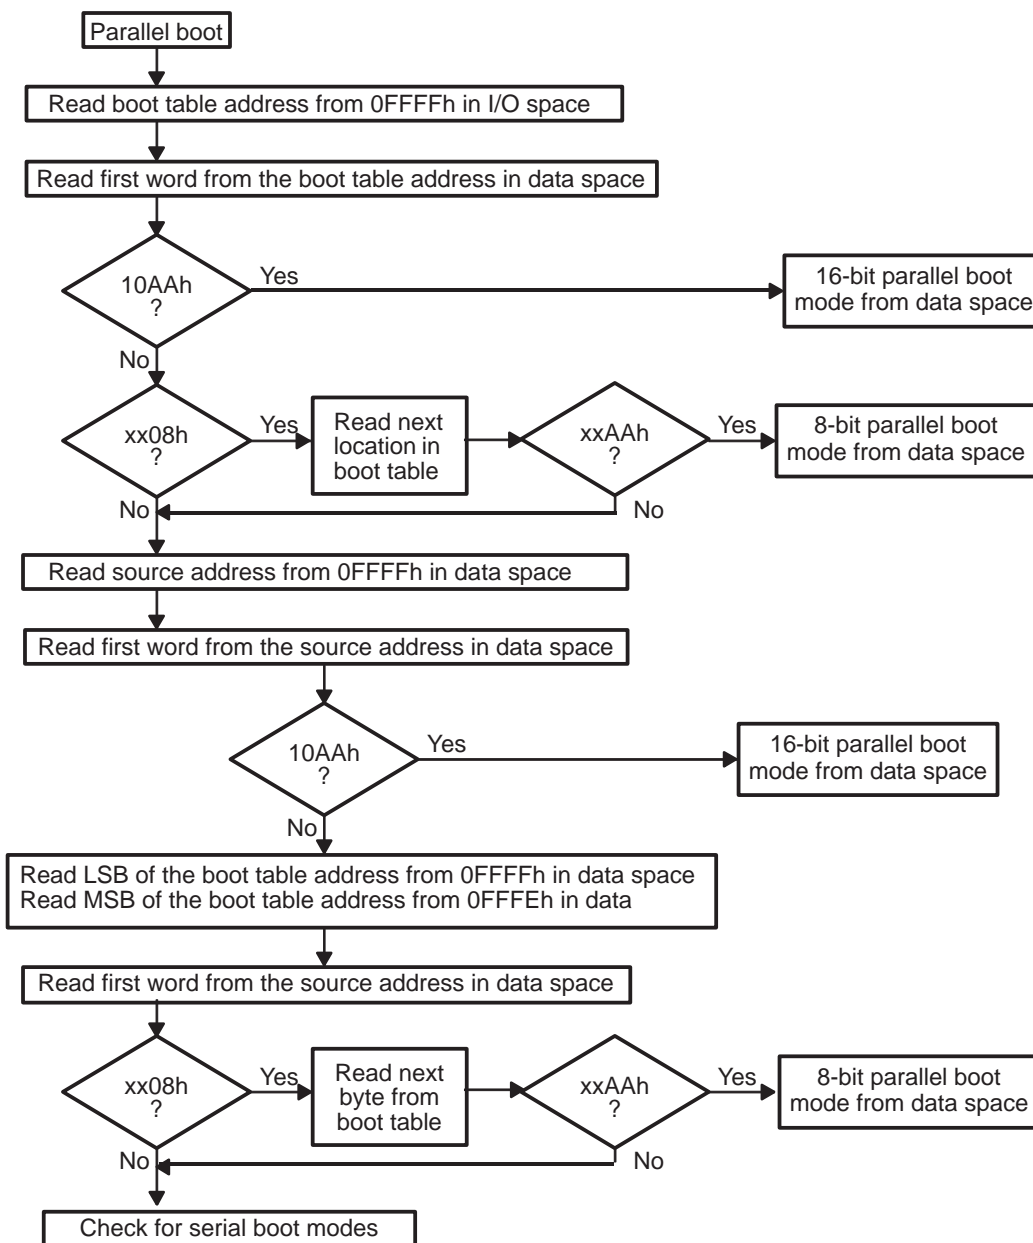 Parallel boot
Read boot table address from 0FFFFh in I/O space
Read first word from the boot table address in data space
10AAh
?
Yes
16-bit parallel boot
mode from data space
No
xx08h
?
Yes
Read next
location in
boot table
xxAAh
?
Yes
8-bit parallel boot
mode from data space
No
No
Read source address from 0FFFFh in data space
Read first word from the source address in data space
10AAh
?
Yes
16-bit parallel boot
mode from data space
No
Read LSB of the boot table address from 0FFFFh in data space
Read MSB of the boot table address from 0FFFEh in data
Read first word from the source address in data space
xx08h
?
Yes
Read next
byte from
boot table
xxAAh
?
Yes
8-bit parallel boot
mode from data space
No
No
Check for serial boot modes